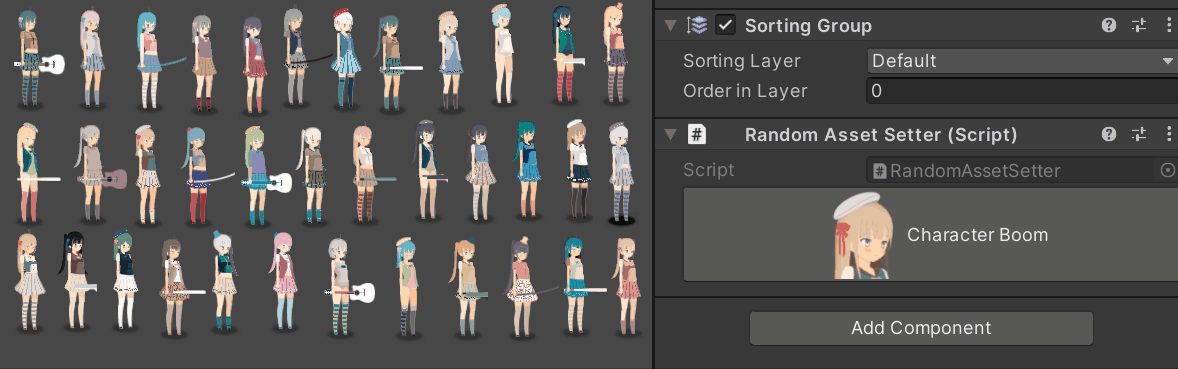 Sorting Group
Sorting Layer Default
Order in Layer 0
# Random Asset Setter (Script)
Script # RandomAssetSetter
Character Boom
Add Component